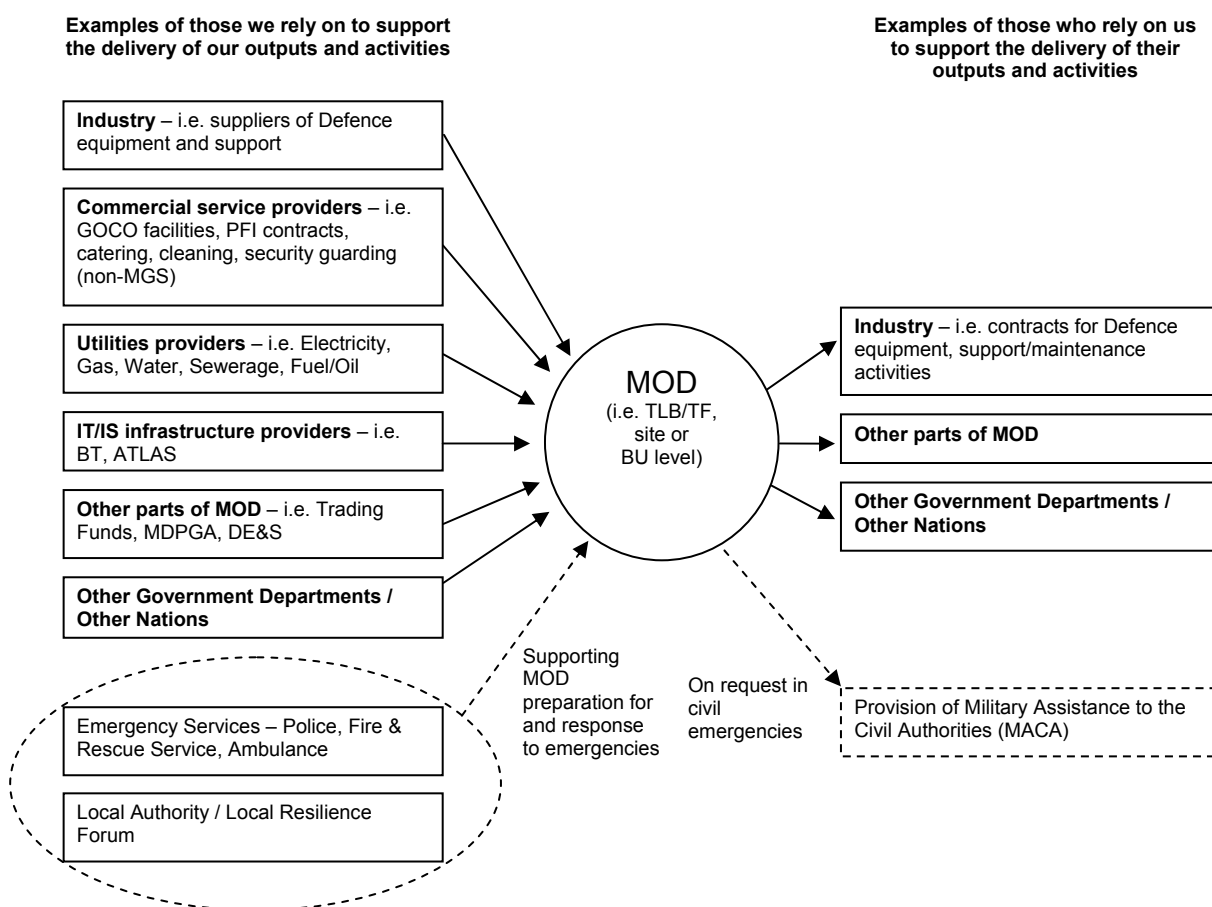 Examples of those we rely on to support
the delivery of our outputs and activities
Examples of those who rely on us
to support the delivery of their
outputs and activities
Industry – i.e. suppliers of Defence
equipment and support
Commercial service providers – i.e.
GOCO facilities, PFI contracts,
catering, cleaning, security guarding
(non-MGS)
Utilities providers – i.e. Electricity,
Gas, Water, Sewerage, Fuel/Oil
IT/IS infrastructure providers – i.e.
BT, ATLAS
Other parts of MOD – i.e. Trading
Funds, MDPGA, DE&S
Other Government Departments /
Other Nations
Emergency Services – Police, Fire &
Rescue Service, Ambulance
Local Authority / Local Resilience
Forum
Supporting
MOD
preparation for
and response
to emergencies
MOD
(i.e. TLB/TF,
site or
BU level)
On request in
civil
emergencies
Industry – i.e. contracts for Defence
equipment, support/maintenance
activities
Other parts of MOD
Other Government Departments /
Other Nations
Provision of Military Assistance to the
Civil Authorities (MACA)